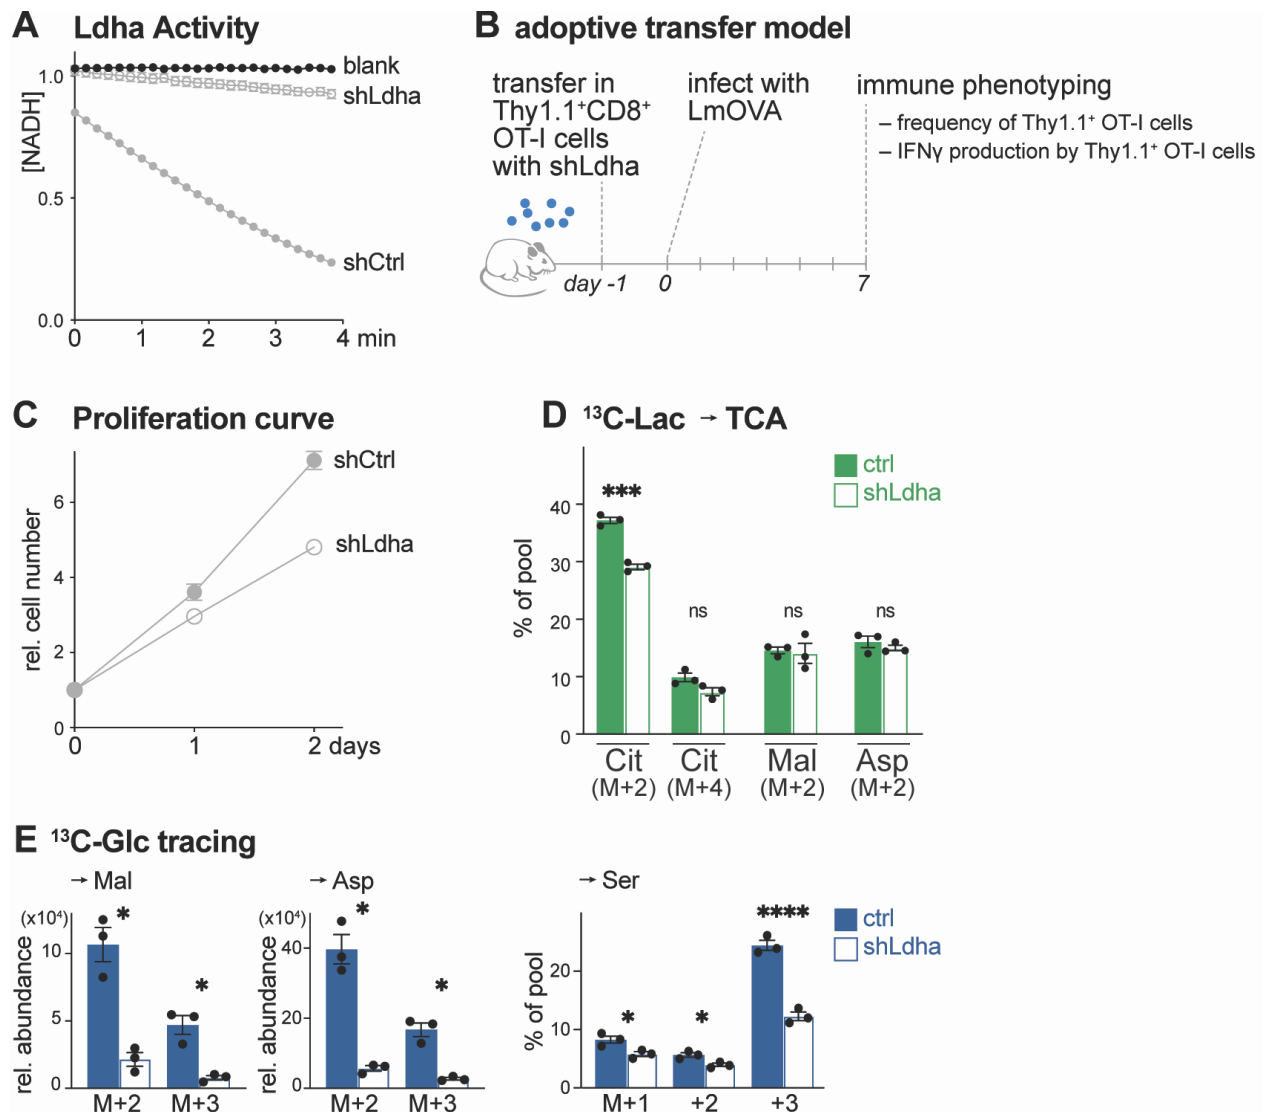 A Ldha Activity
[NADH]
1.0
0.5
0.0
blank
shLdha
shCtrl
0 1 2 3 4 min
B adoptive transfer model
transfer in
Thy1.1⁺CD8⁺
OT-I cells
with shLdha
infect with
LmOVA
immune phenotyping
– frequency of Thy1.1⁺ OT-I cells
– IFNγ production by Thy1.1⁺ OT-I cells
day -1 0 7
C Proliferation curve
rel. cell number
6
4
2
0
shCtrl
shLdha
0 1 2 days
D ¹³C-Lac → TCA
ctrl
shLdha
% of pool
40
30
20
10
0
***
ns
ns
ns
Cit Cit Mal Asp
(M+2) (M+4) (M+2) (M+2)
E ¹³C-Glc tracing
→ Mal
(x10⁴)
rel. abundance
10
5
0
*
*
M+2 M+3
→ Asp
(x10⁴)
rel. abundance
40
20
0
*
*
M+2 M+3
→ Ser
% of pool
20
10
0
*
*
****
M+1 +2 +3
ctrl
shLdha